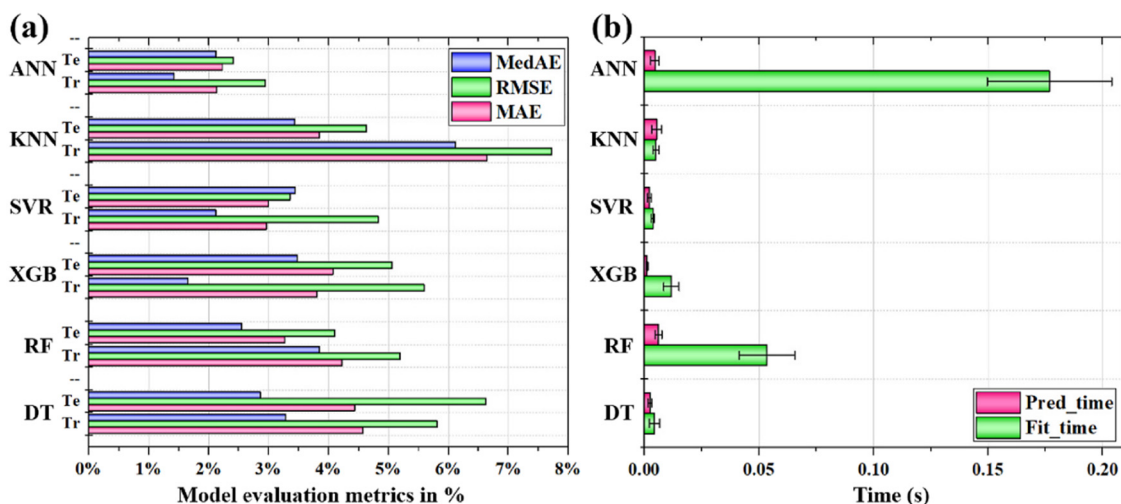 (a)
--
ANN
Te
Tr
--
KNN
Te
Tr
--
SVR
Te
Tr
--
XGB
Te
Tr
RF
Te
Tr
--
DT
Te
Tr
MedAE
RMSE
MAE
0% 1% 2% 3% 4% 5% 6% 7% 8%
Model evaluation metrics in %
(b)
ANN
KNN
SVR
XGB
RF
DT
Pred_time
Fit_time
0.00 0.05 0.10 0.15 0.20
Time (s)